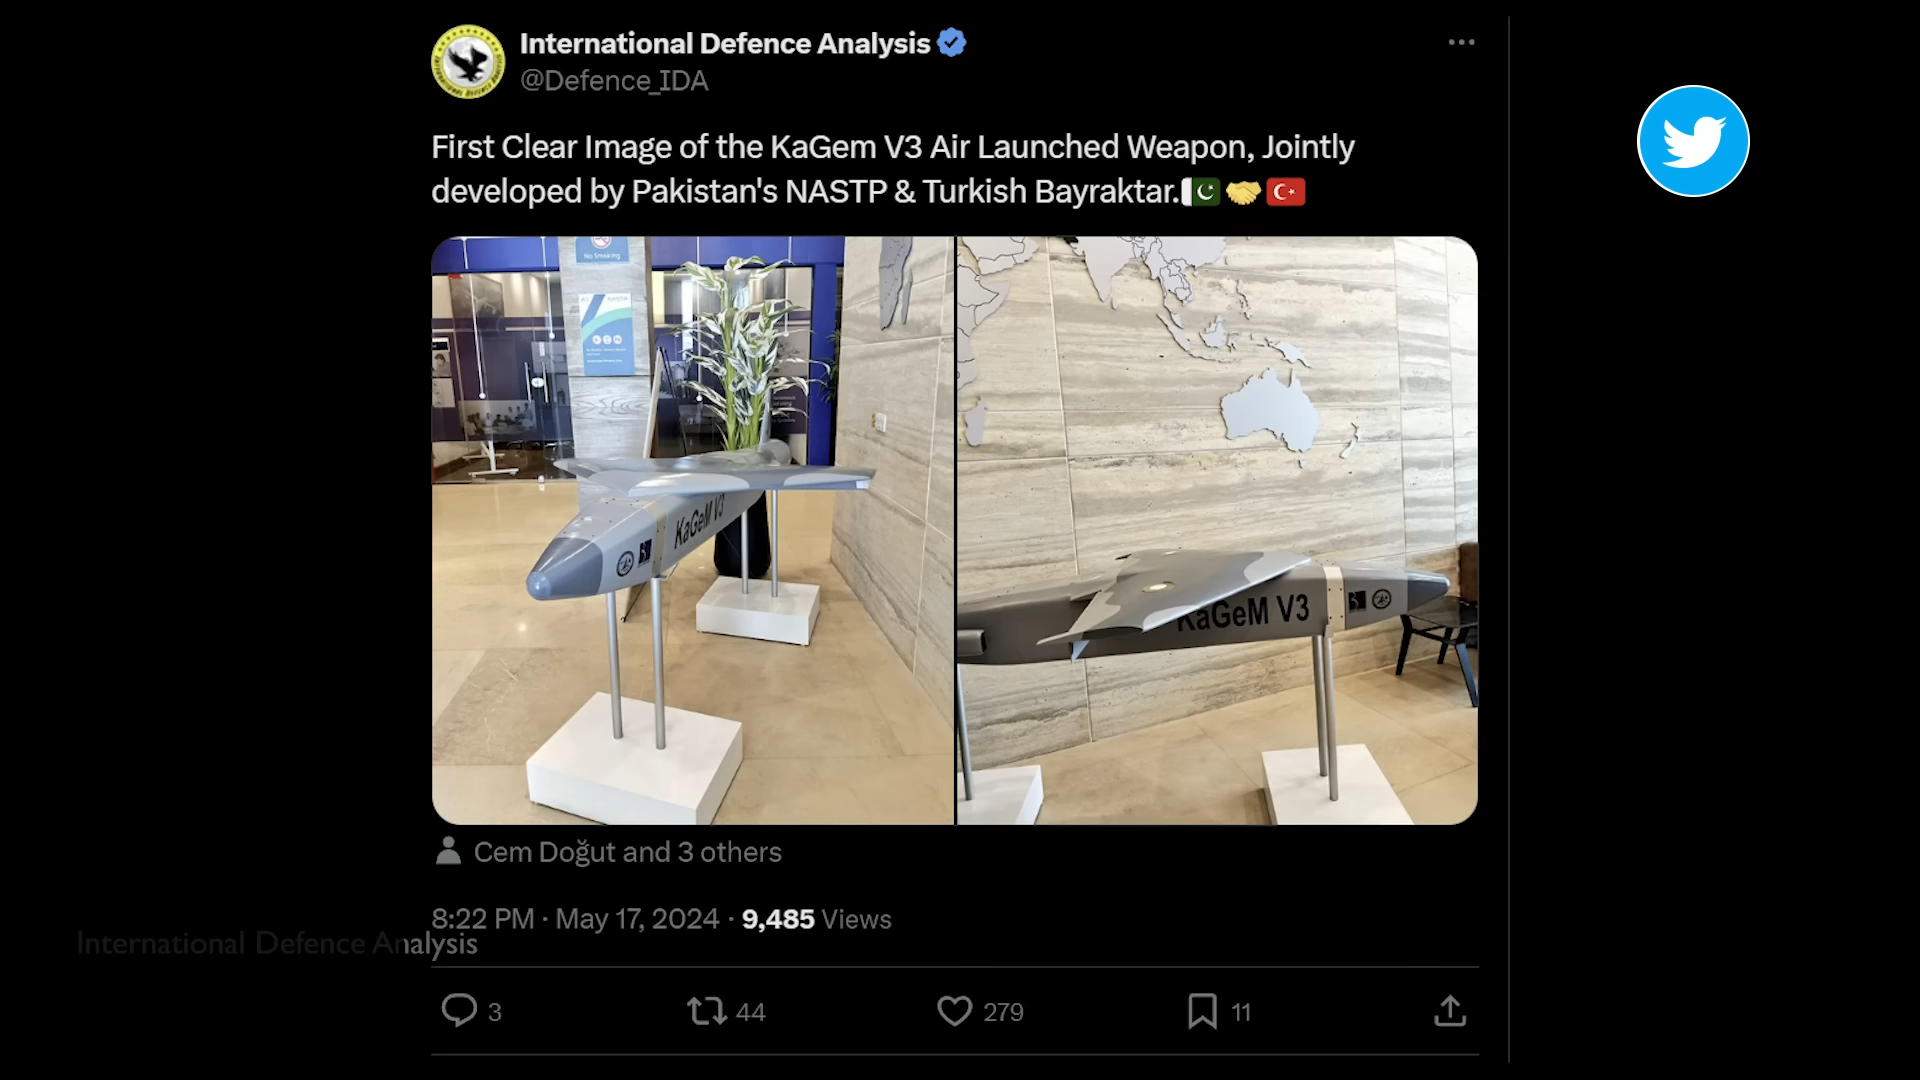 International Defence Analysis
@Defence_IDA
First Clear Image of the KaGem V3 Air Launched Weapon, Jointly
developed by Pakistan's NASTP & Turkish Bayraktar.
No Smoking
KaGeM V3
KaGeM V3
Cem Doğut and 3 others
8:22 PM · May 17, 2024 · 9,485 Views
International Defence Analysis
3
44
279
11